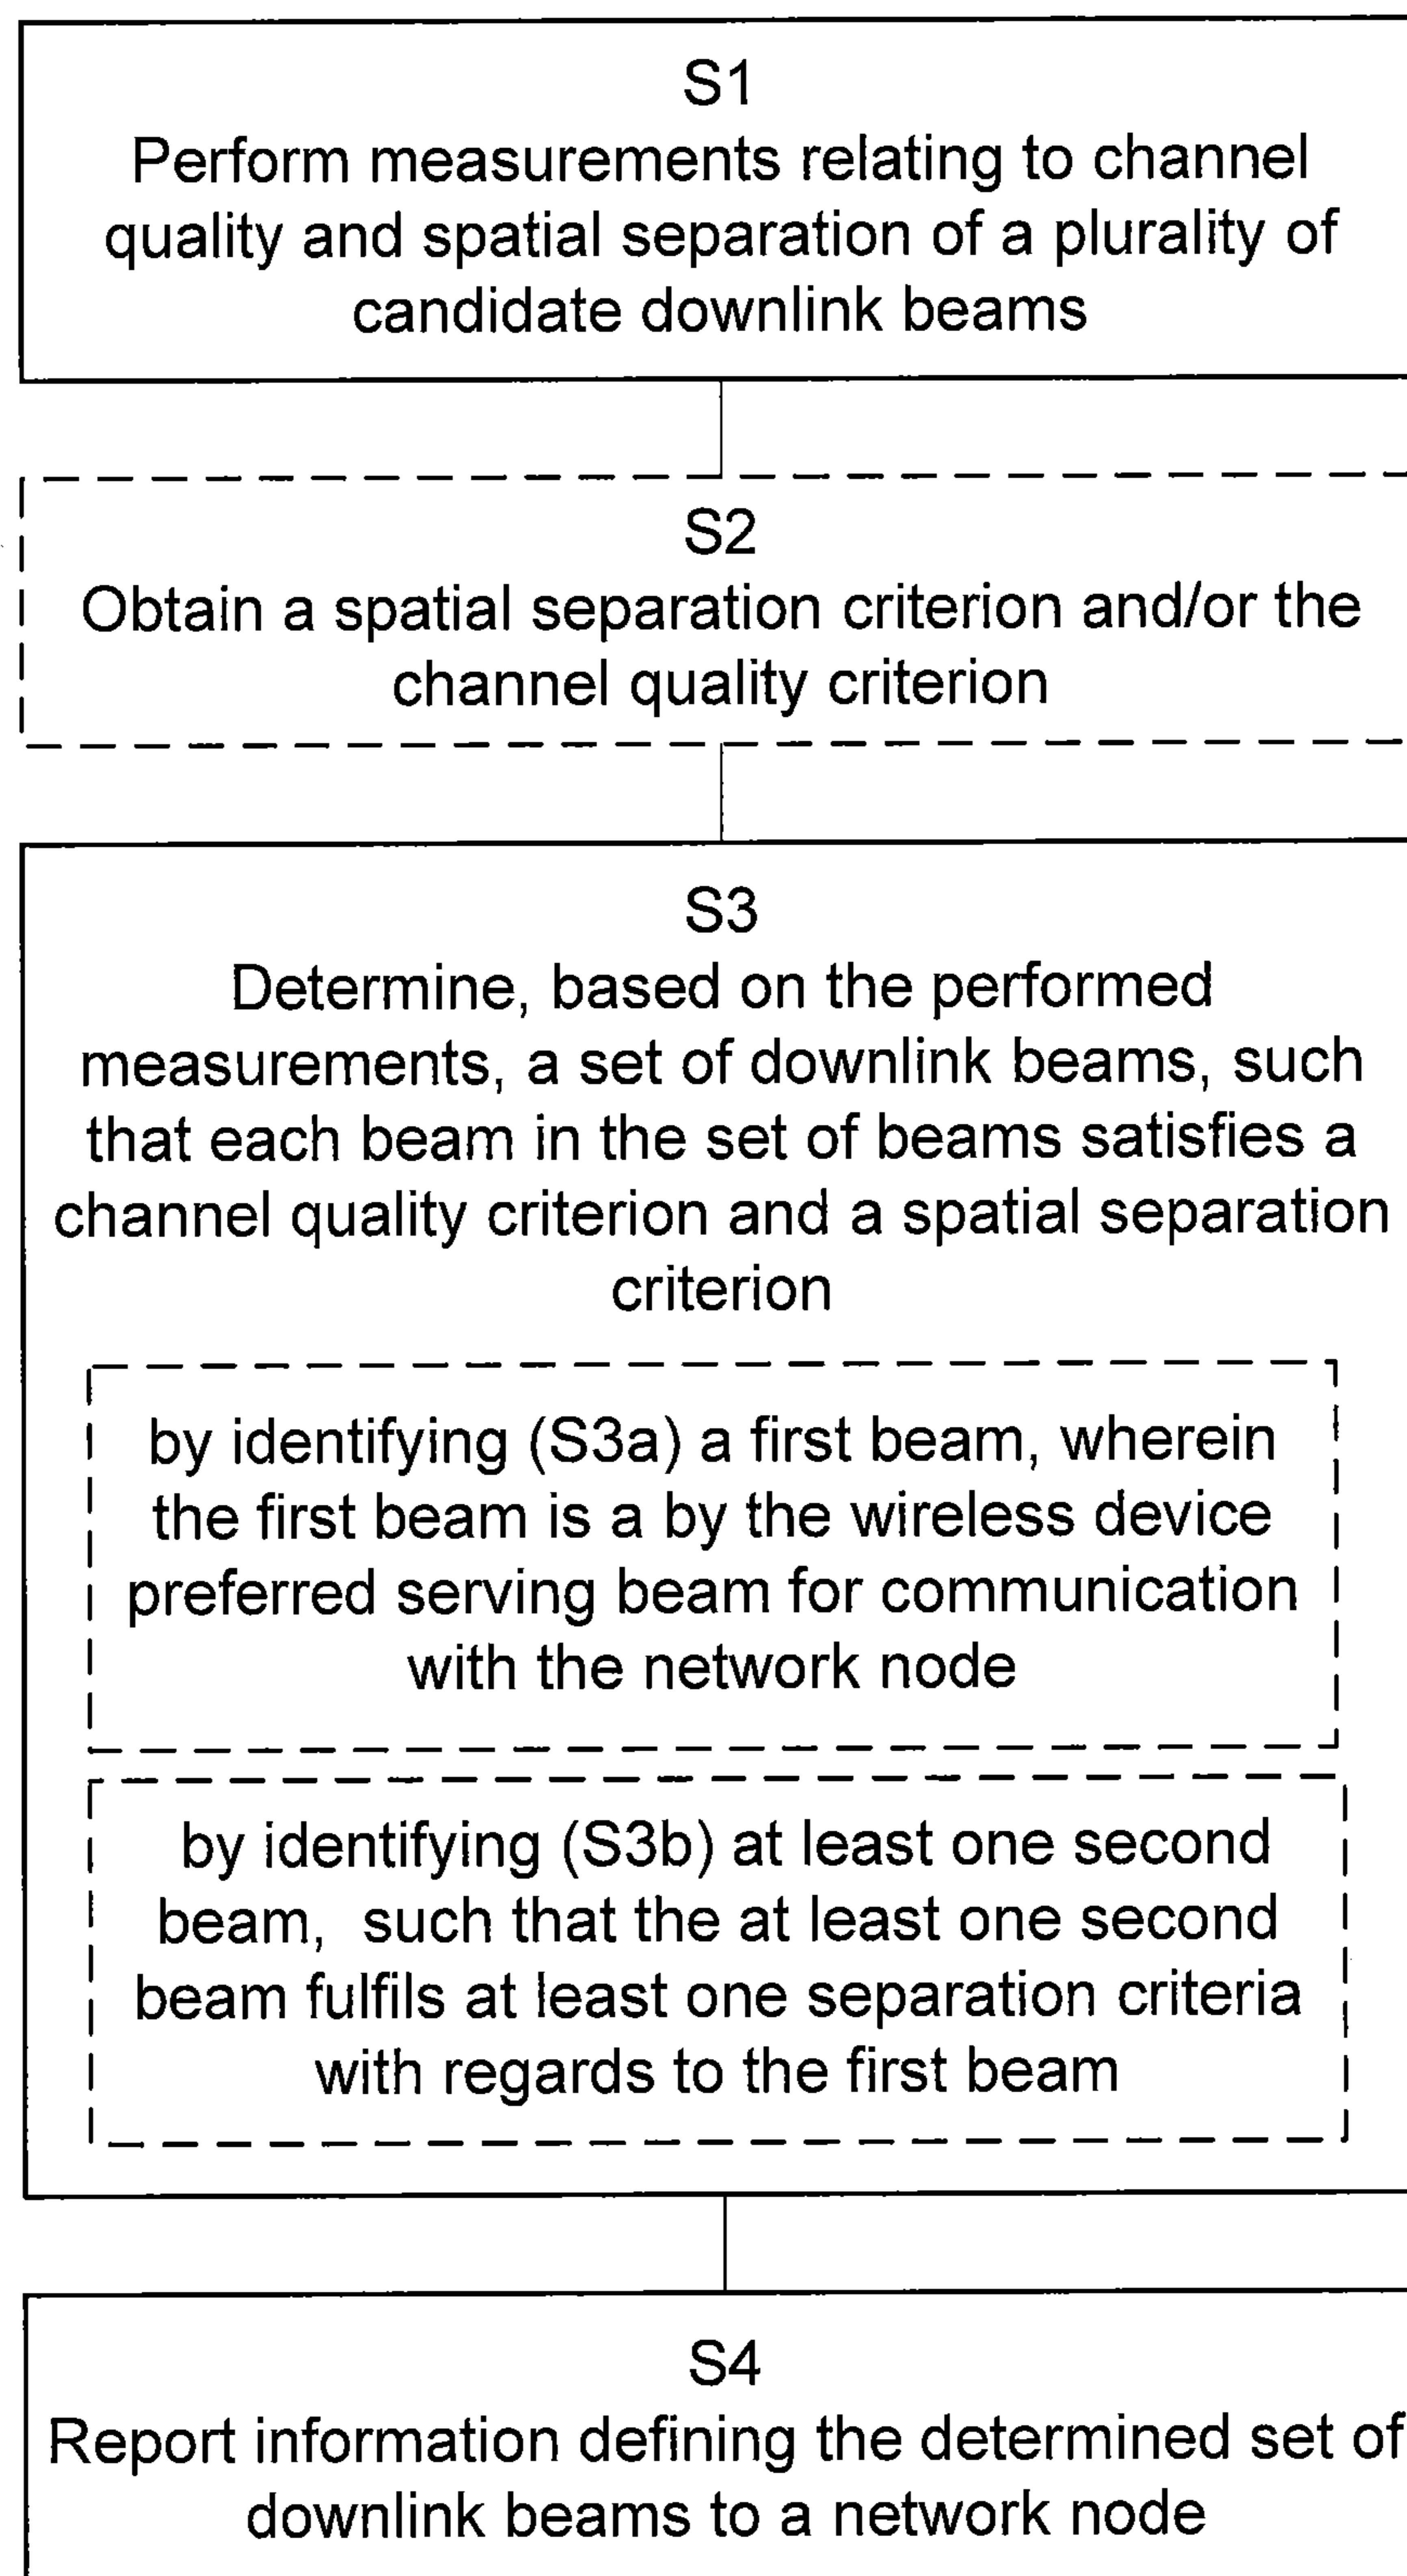 S1
Perform measurements relating to channel
quality and spatial separation of a plurality of
candidate downlink beams
S2
Obtain a spatial separation criterion and/or the
channel quality criterion
S3
Determine, based on the performed
measurements, a set of downlink beams, such
that each beam in the set of beams satisfies a
channel quality criterion and a spatial separation
criterion
by identifying (S3a) a first beam, wherein
the first beam is a by the wireless device
preferred serving beam for communication
with the network node
by identifying (S3b) at least one second
beam, such that the at least one second
beam fulfils at least one separation criteria
with regards to the first beam
S4
Report information defining the determined set of
downlink beams to a network node